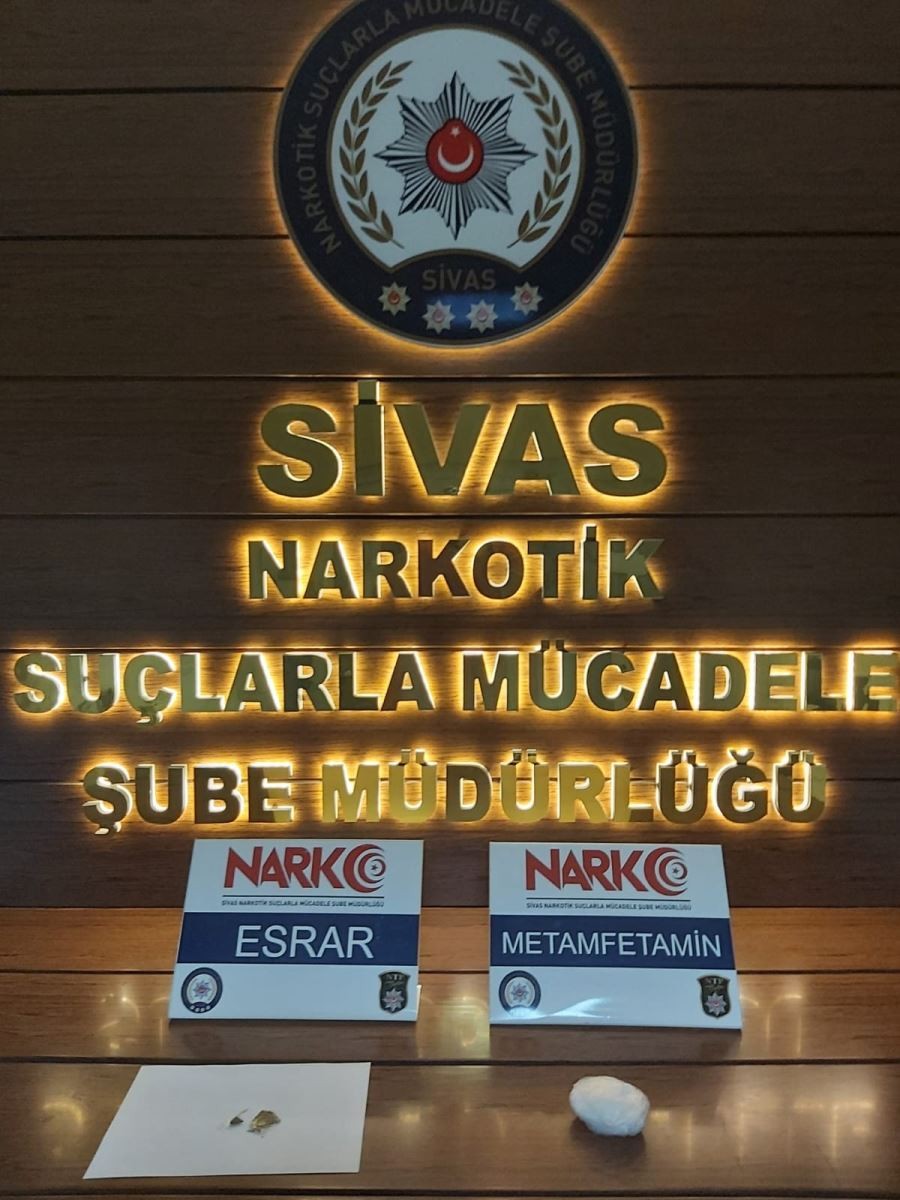 NARKOTİK SUÇLARLA MÜCADELE ŞUBE MÜDÜRLÜĞÜ
SİVAS
SİVAS
NARKOTİK
SUÇLARLA MÜCADELE
ŞUBE MÜDÜRLÜĞÜ
NARKO
SİVAS NARKOTİK SUÇLARLA MÜCADELE ŞUBE MÜDÜRLÜĞÜ
ESRAR
NARKO
SİVAS NARKOTİK SUÇLARLA MÜCADELE ŞUBE MÜDÜRLÜĞÜ
METAMFETAMİN